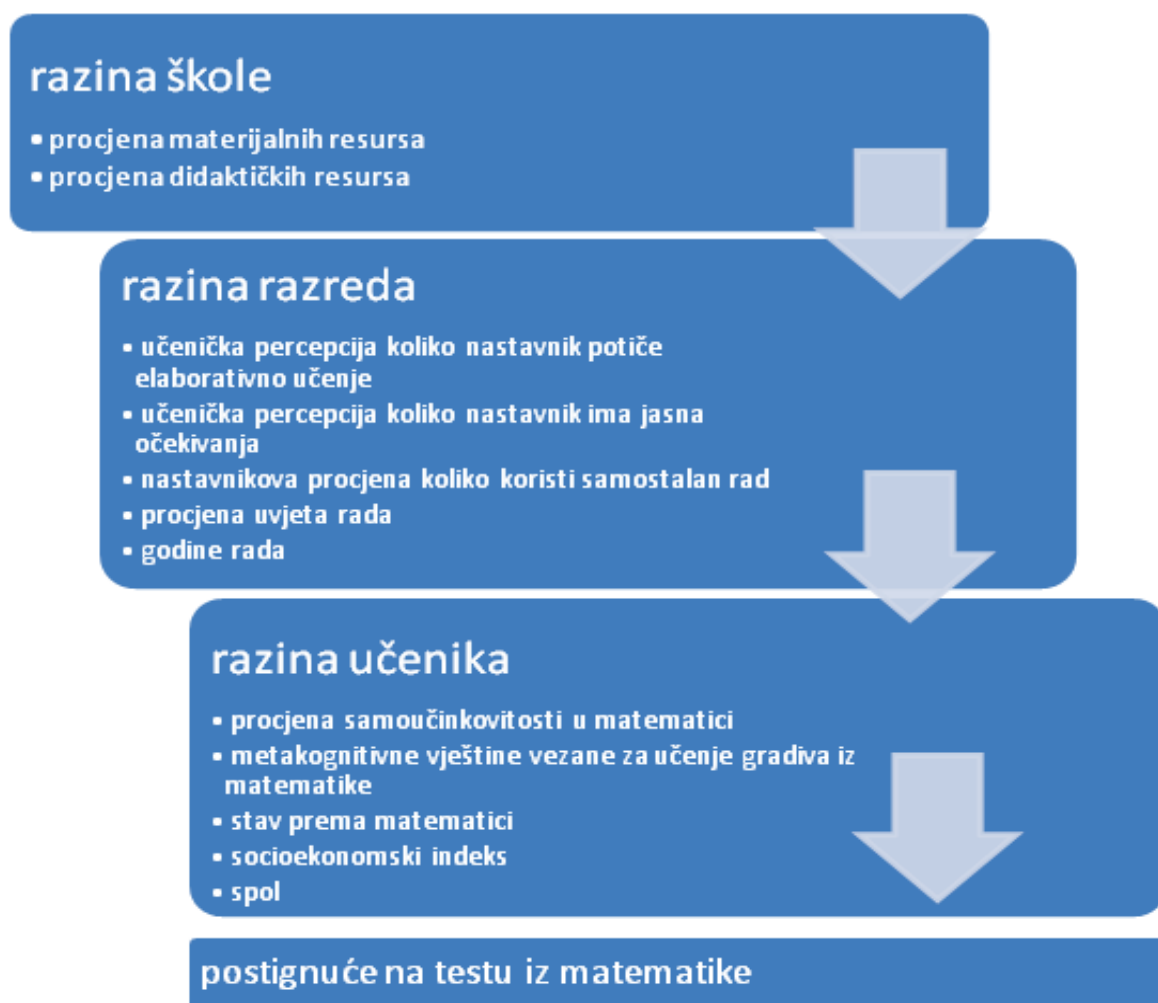 razina škole
▪ procjena materijalnih resursa
▪ procjena didaktičkih resursa
razina razreda
▪ učenička percepcija koliko nastavnik potiče
elaborativno učenje
▪ učenička percepcija koliko nastavnik ima jasna
očekivanja
▪ nastavnikova procjena koliko koristi samostalan rad
▪ procjena uvjeta rada
▪ godine rada
razina učenika
▪ procjena samoučinkovitosti u matematici
▪ metakognitivne vještine vezane za učenje gradiva iz
matematike
▪ stav prema matematici
▪ socioekonomski indeks
▪ spol
postignuće na testu iz matematike